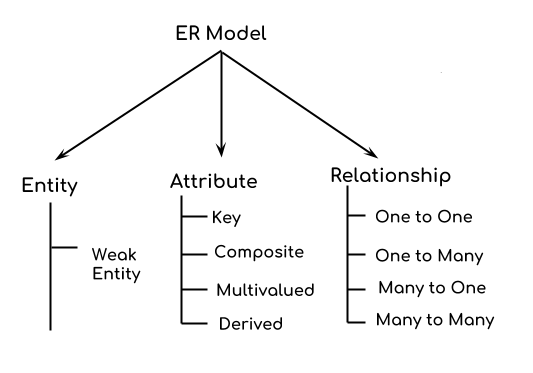 ER Model
Entity
Weak
Entity
Attribute
Key
Composite
Multivalued
Derived
Relationship
One to One
One to Many
Many to One
Many to Many